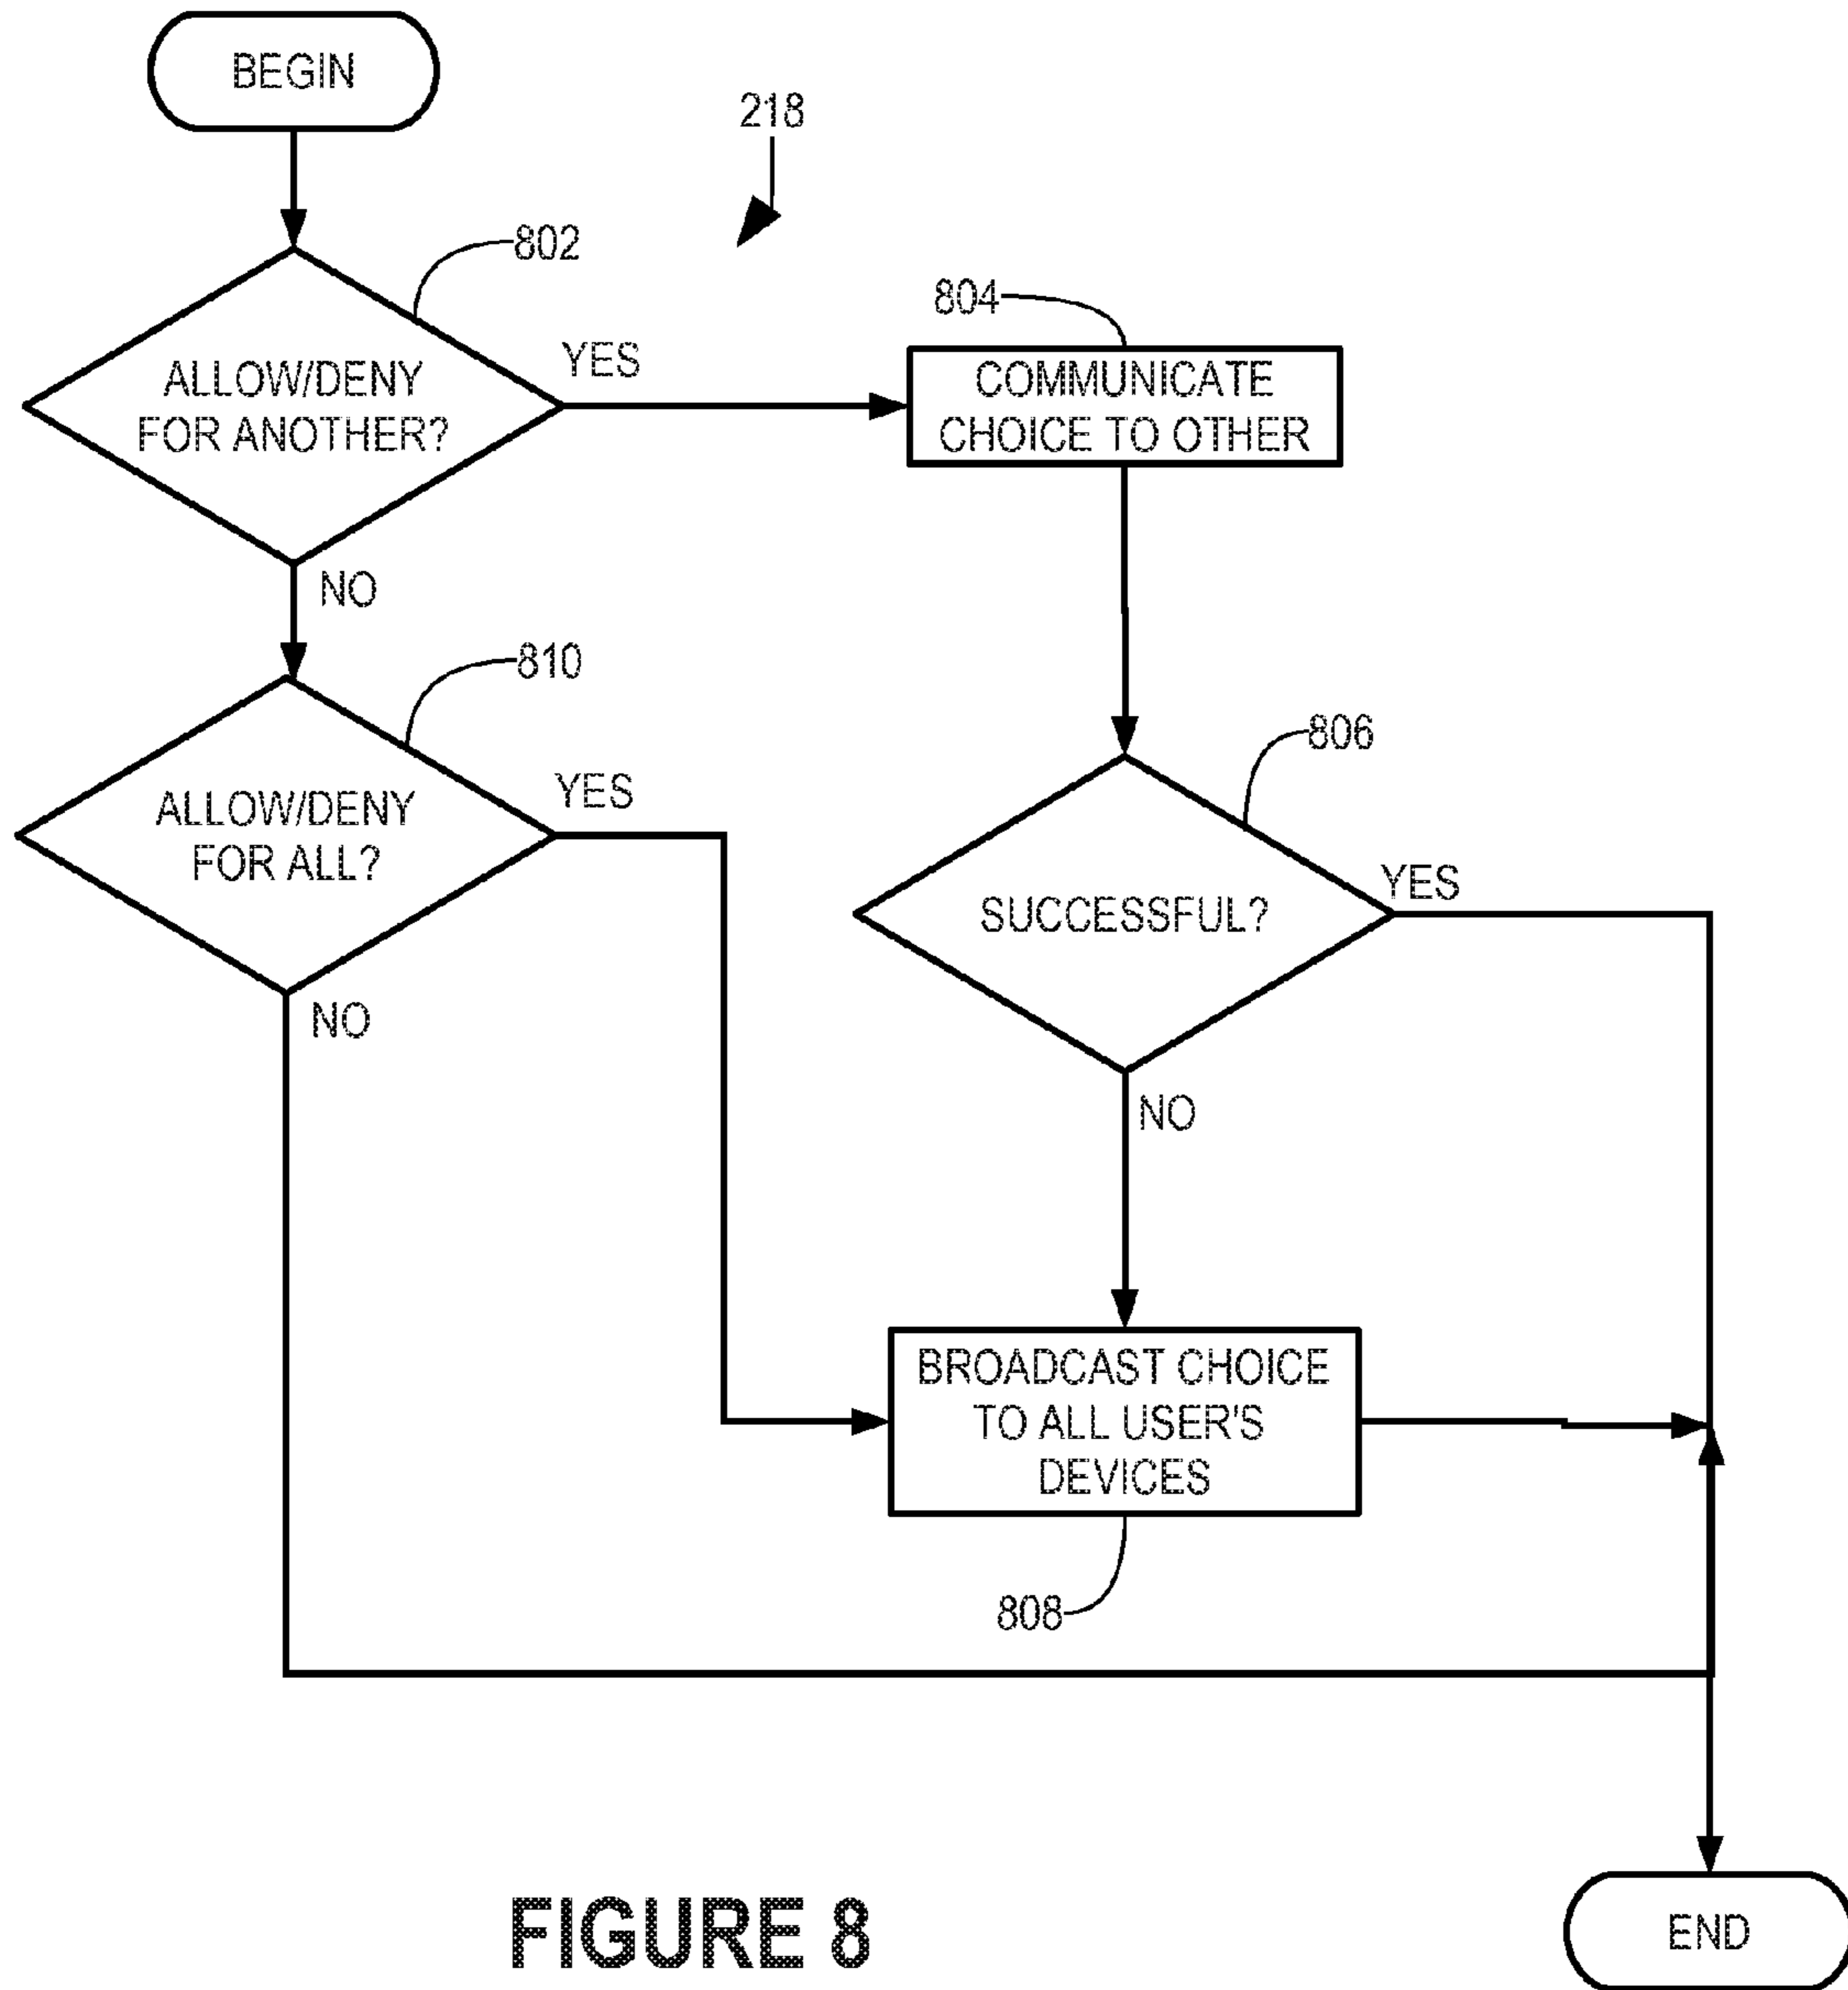 BEGIN
218
802
ALLOW/DENY
FOR ANOTHER?
YES
NO
804
COMMUNICATE
CHOICE TO OTHER
810
ALLOW/DENY
FOR ALL?
YES
NO
806
SUCCESSFUL?
YES
NO
BROADCAST CHOICE
TO ALL USER'S
DEVICES
808
END
FIGURE 8